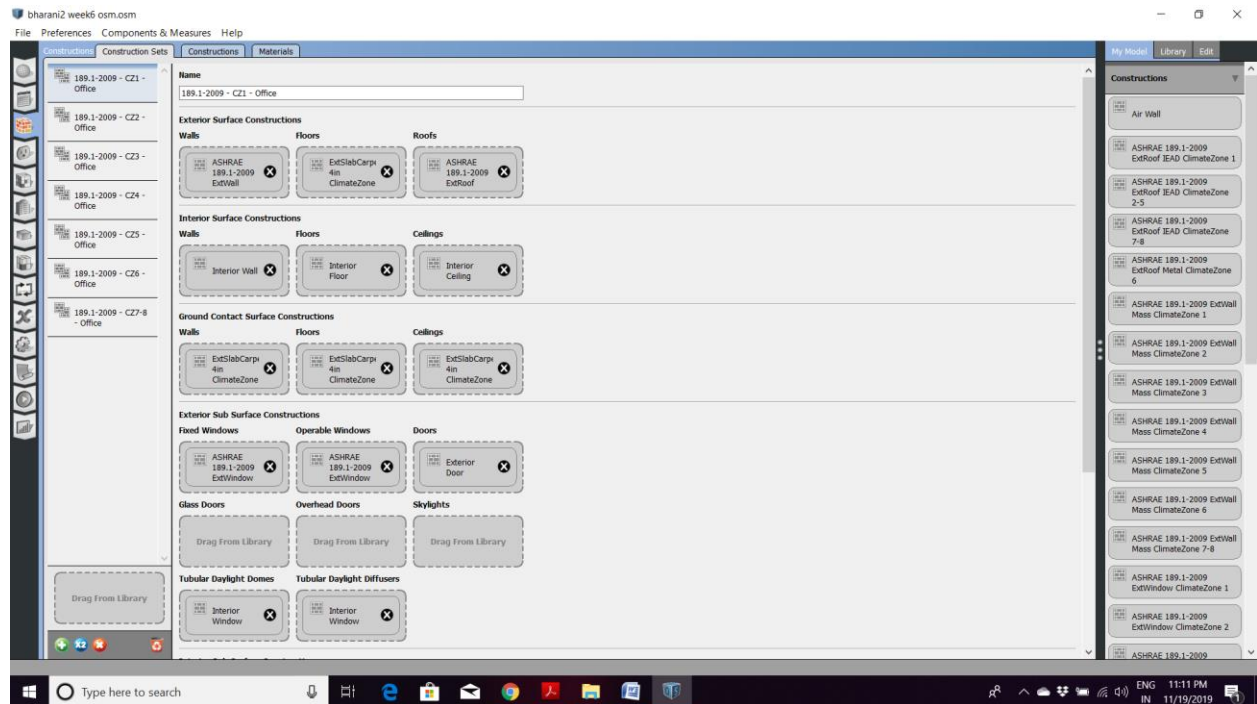 bharani2 week6 osm.osm
File Preferences Components & Measures Help
Constructions Construction Sets Constructions Materials
My Model Library Edit
189.1-2009 - CZ1 -
Office
189.1-2009 - CZ2 -
Office
189.1-2009 - CZ3 -
Office
189.1-2009 - CZ4 -
Office
189.1-2009 - CZ5 -
Office
189.1-2009 - CZ6 -
Office
189.1-2009 - CZ7-8
- Office
Drag From Library
x2
Name
189.1-2009 - CZ1 - Office
Exterior Surface Constructions
Walls Floors Roofs
ASHRAE
189.1-2009
ExtWall
ExtSlabCarpe
4in
ClimateZone
ASHRAE
189.1-2009
ExtRoof
Interior Surface Constructions
Walls Floors Ceilings
Interior Wall
Interior
Floor
Interior
Ceiling
Ground Contact Surface Constructions
Walls Floors Ceilings
ExtSlabCarpe
4in
ClimateZone
ExtSlabCarpe
4in
ClimateZone
ExtSlabCarpe
4in
ClimateZone
Exterior Sub Surface Constructions
Fixed Windows Operable Windows Doors
ASHRAE
189.1-2009
ExtWindow
ASHRAE
189.1-2009
ExtWindow
Exterior
Door
Glass Doors Overhead Doors Skylights
Drag From Library Drag From Library Drag From Library
Tubular Daylight Domes Tubular Daylight Diffusers
Interior
Window
Interior
Window
Constructions
Air Wall
ASHRAE 189.1-2009
ExtRoof IEAD ClimateZone 1
ASHRAE 189.1-2009
ExtRoof IEAD ClimateZone
2-5
ASHRAE 189.1-2009
ExtRoof IEAD ClimateZone
7-8
ASHRAE 189.1-2009
ExtRoof Metal ClimateZone
6
ASHRAE 189.1-2009 ExtWall
Mass ClimateZone 1
ASHRAE 189.1-2009 ExtWall
Mass ClimateZone 2
ASHRAE 189.1-2009 ExtWall
Mass ClimateZone 3
ASHRAE 189.1-2009 ExtWall
Mass ClimateZone 4
ASHRAE 189.1-2009 ExtWall
Mass ClimateZone 5
ASHRAE 189.1-2009 ExtWall
Mass ClimateZone 6
ASHRAE 189.1-2009 ExtWall
Mass ClimateZone 7-8
ASHRAE 189.1-2009
ExtWindow ClimateZone 1
ASHRAE 189.1-2009
ExtWindow ClimateZone 2
ASHRAE 189.1-2009
Type here to search
ENG 11:11 PM
IN 11/19/2019
1